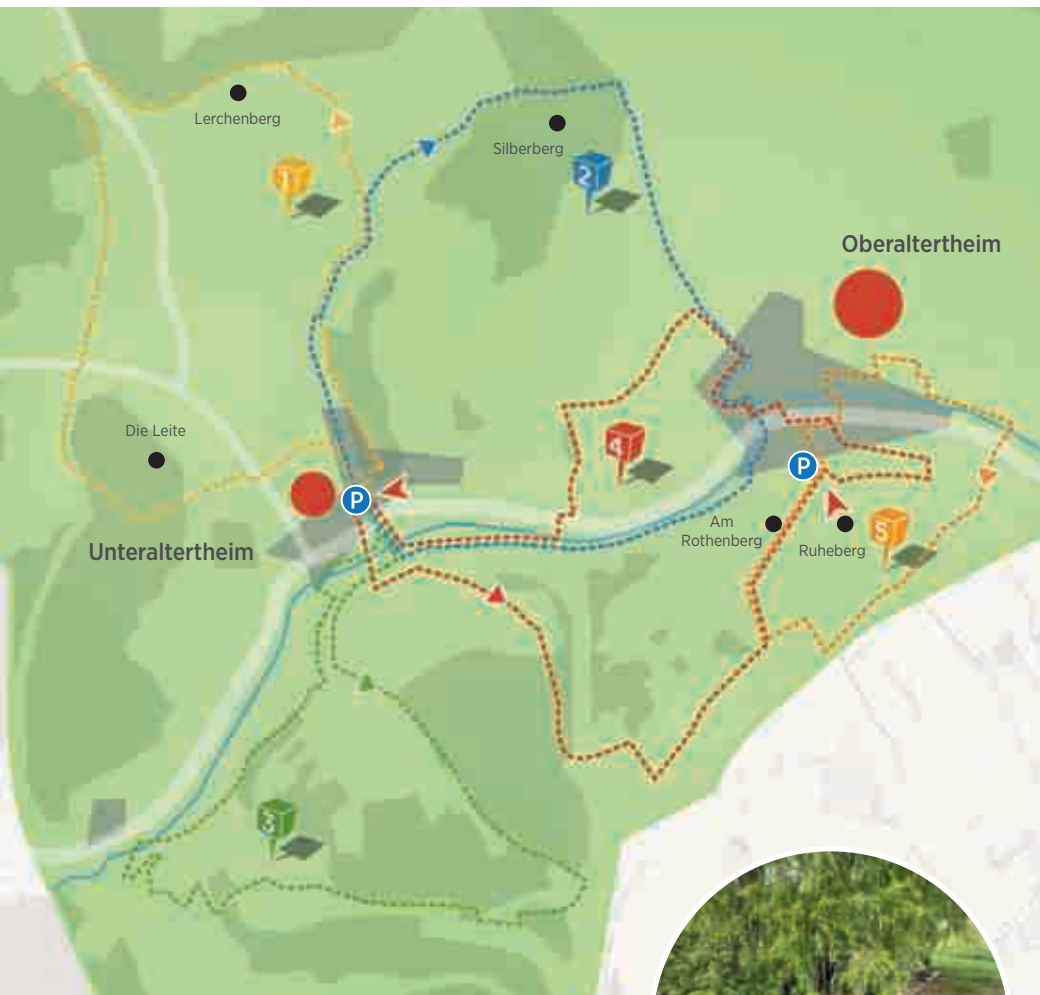 Lerchenberg
1
Silberberg
2
Oberaltertheim
Die Leite
4
P
P
Am
Rothenberg
Ruheberg
5
Unteraltertheim
3